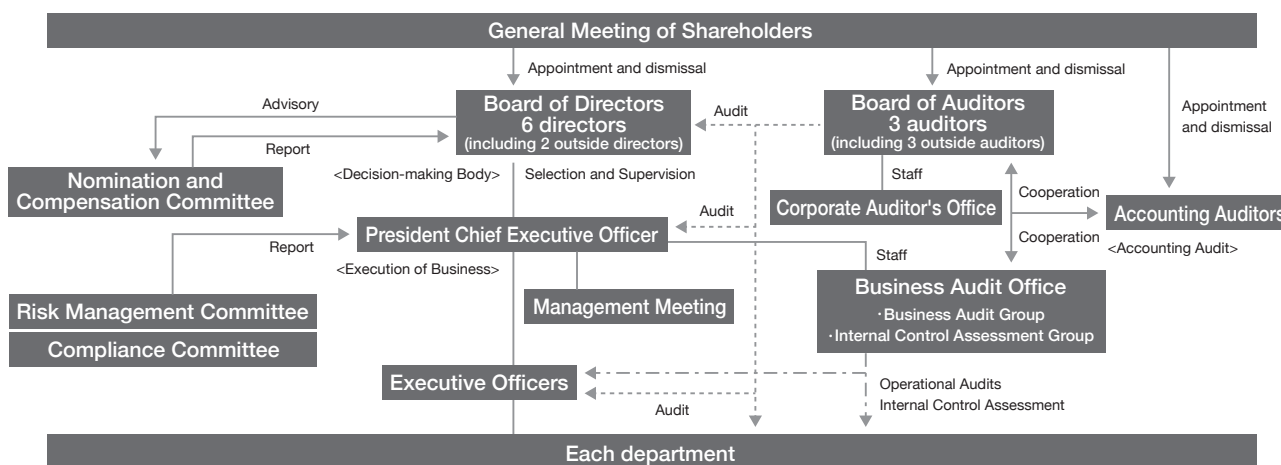 General Meeting of Shareholders
Appointment and dismissal
Appointment and dismissal
Appointment
and dismissal
Advisory
Board of Directors
6 directors
(including 2 outside directors)
Audit
Board of Auditors
3 auditors
(including 3 outside auditors)
Report
Nomination and
Compensation Committee
<Decision-making Body>
Selection and Supervision
Staff
Corporate Auditor's Office
Cooperation
Cooperation
Accounting Auditors
<Accounting Audit>
Audit
President Chief Executive Officer
Report
<Execution of Business>
Staff
Management Meeting
Business Audit Office
·Business Audit Group
·Internal Control Assessment Group
Risk Management Committee
Compliance Committee
Executive Officers
Audit
Operational Audits
Internal Control Assessment
Each department